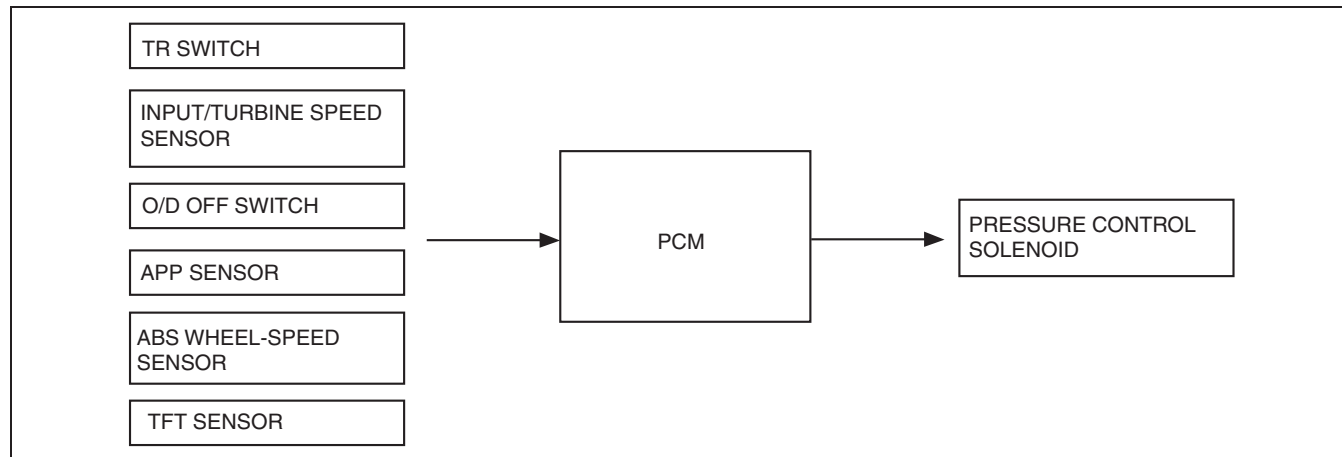 TR SWITCH
INPUT/TURBINE SPEED
SENSOR
O/D OFF SWITCH
APP SENSOR
ABS WHEEL-SPEED
SENSOR
TFT SENSOR
PCM
PRESSURE CONTROL
SOLENOID